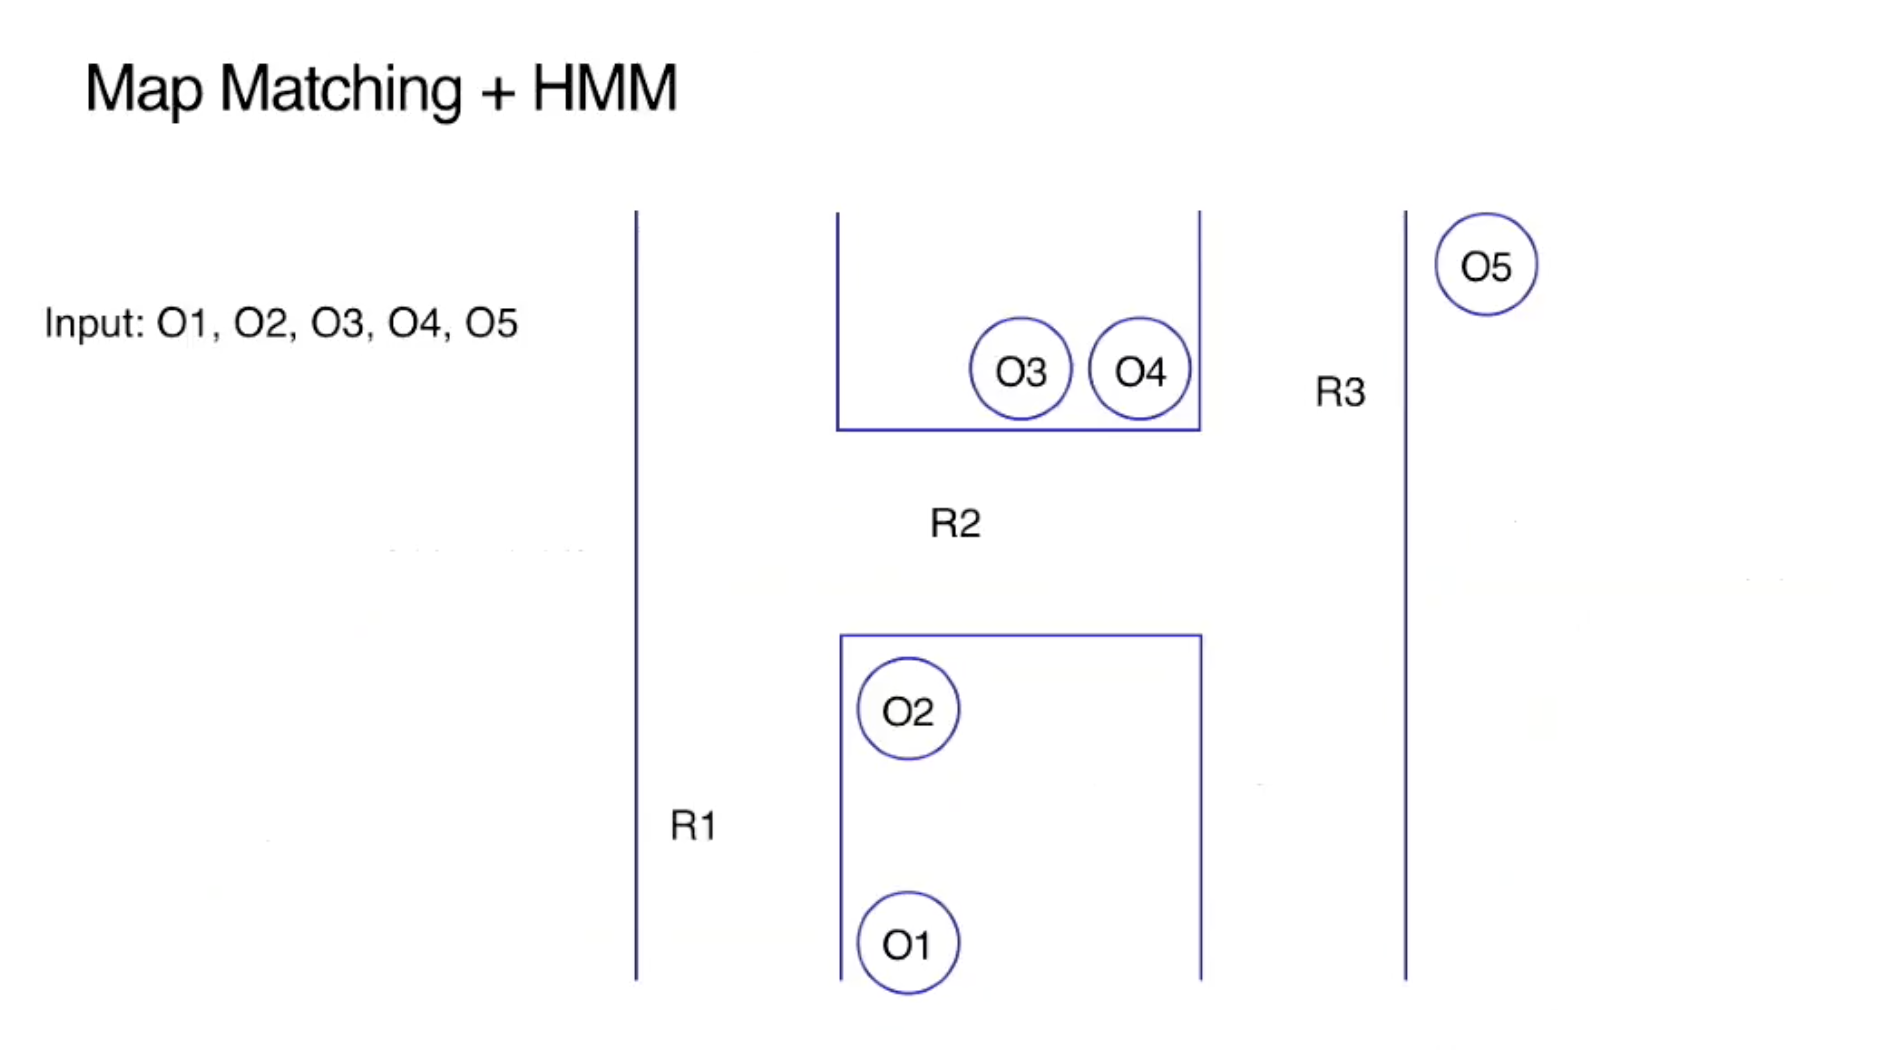 Map Matching + HMM
O5
Input: O1, O2, O3, O4, O5
O3 O4
R3
R2
O2
R1
O1